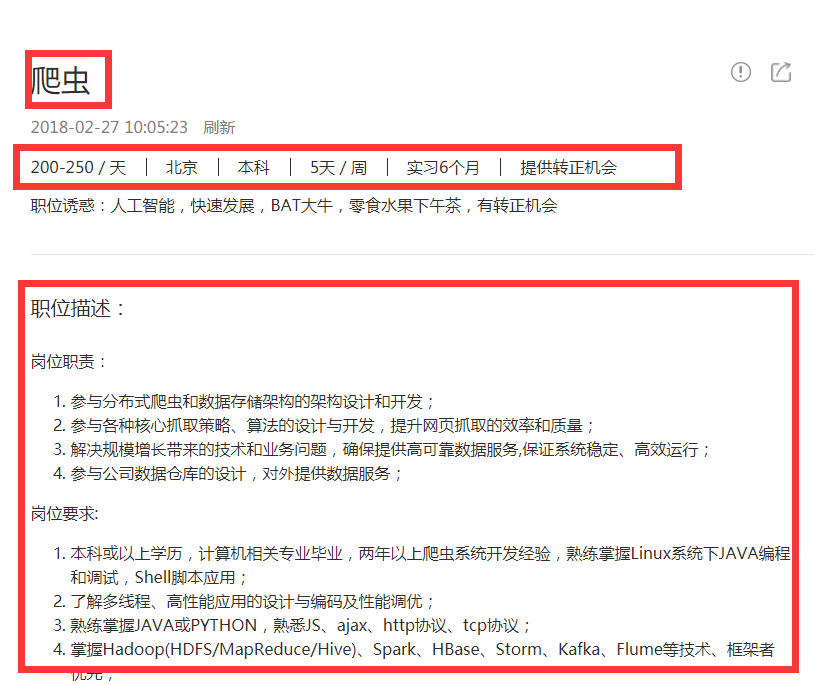 爬虫
2018-02-27 10:05:23 刷新
200-250 / 天 | 北京 | 本科 | 5天 / 周 | 实习6个月 | 提供转正机会
职位诱惑：人工智能，快速发展，BAT大牛，零食水果下午茶，有转正机会
职位描述：
岗位职责：
1. 参与分布式爬虫和数据存储架构的架构设计和开发；
2. 参与各种核心抓取策略、算法的设计与开发，提升网页抓取的效率和质量；
3. 解决规模增长带来的技术和业务问题，确保提供高可靠数据服务,保证系统稳定、高效运行；
4. 参与公司数据仓库的设计，对外提供数据服务；
岗位要求:
1. 本科或以上学历，计算机相关专业毕业，两年以上爬虫系统开发经验，熟练掌握Linux系统下JAVA编程
和调试，Shell脚本应用；
2. 了解多线程、高性能应用的设计与编码及性能调优；
3. 熟练掌握JAVA或PYTHON，熟悉JS、ajax、http协议、tcp协议；
4. 掌握Hadoop(HDFS/MapReduce/Hive)、Spark、HBase、Storm、Kafka、Flume等技术、框架者
优先；